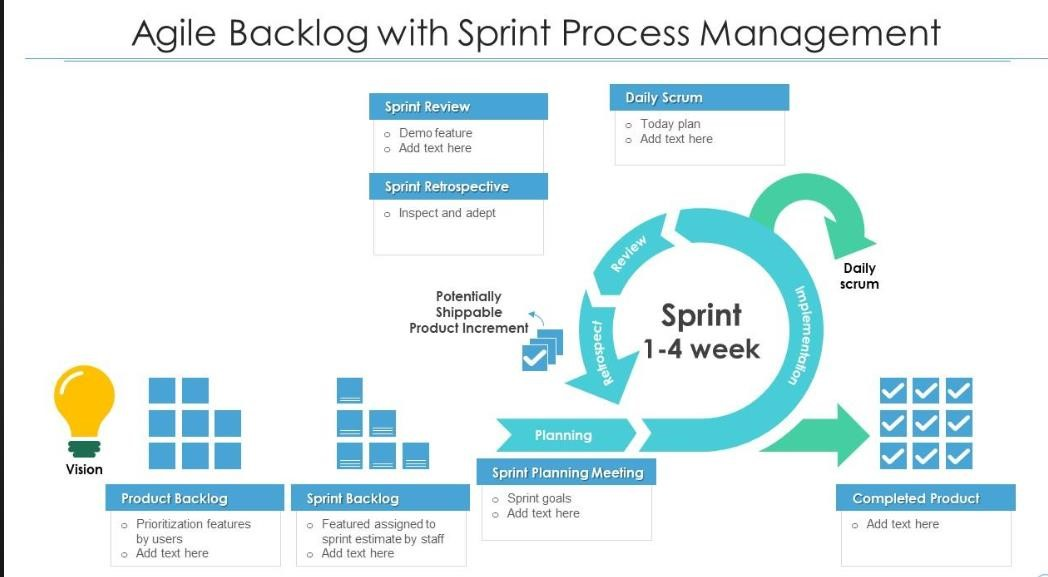 Agile Backlog with Sprint Process Management
Sprint Review
o Demo feature
o Add text here
Sprint Retrospective
o Inspect and adept
Daily Scrum
o Today plan
o Add text here
Daily
scrum
Review
Implementation
Retrospect
Sprint
1-4 week
Potentially
Shippable
Product Increment
Planning
Vision
Product Backlog
o Prioritization features
by users
o Add text here
Sprint Backlog
o Featured assigned to
sprint estimate by staff
o Add text here
Sprint Planning Meeting
o Sprint goals
o Add text here
Completed Product
o Add text here